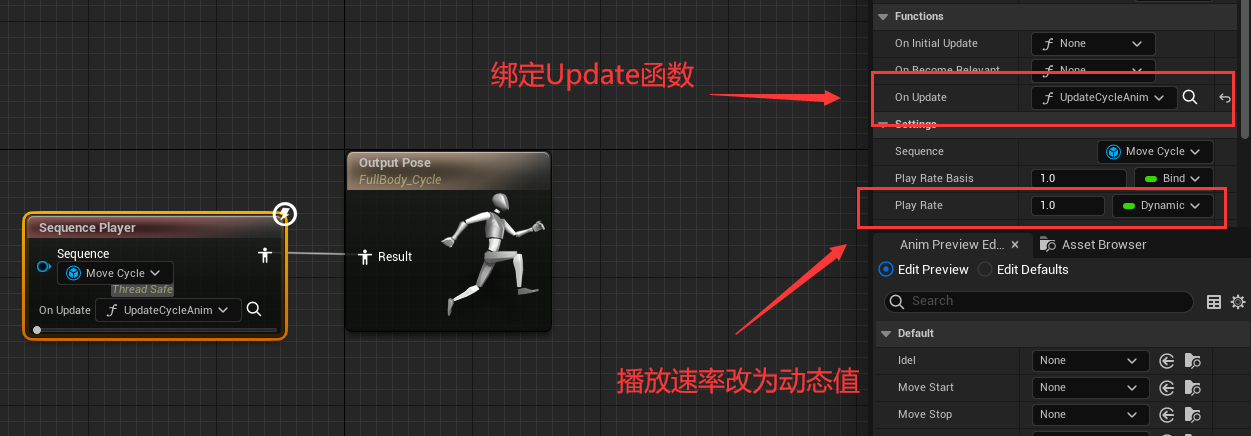 Functions
On Initial Update
None
On Become Relevant
None
On Update
UpdateCycleAnim
Settings
Sequence
Move Cycle
Play Rate Basis
1.0
Bind
Play Rate
1.0
Dynamic
绑定Update函数
播放速率改为动态值
Output Pose
FullBody_Cycle
Result
Sequence Player
Sequence
Move Cycle
Thread Safe
On Update
UpdateCycleAnim
Anim Preview Ed...
Asset Browser
Edit Preview
Edit Defaults
Search
Default
Idel
None
Move Start
None
Move Stop
None